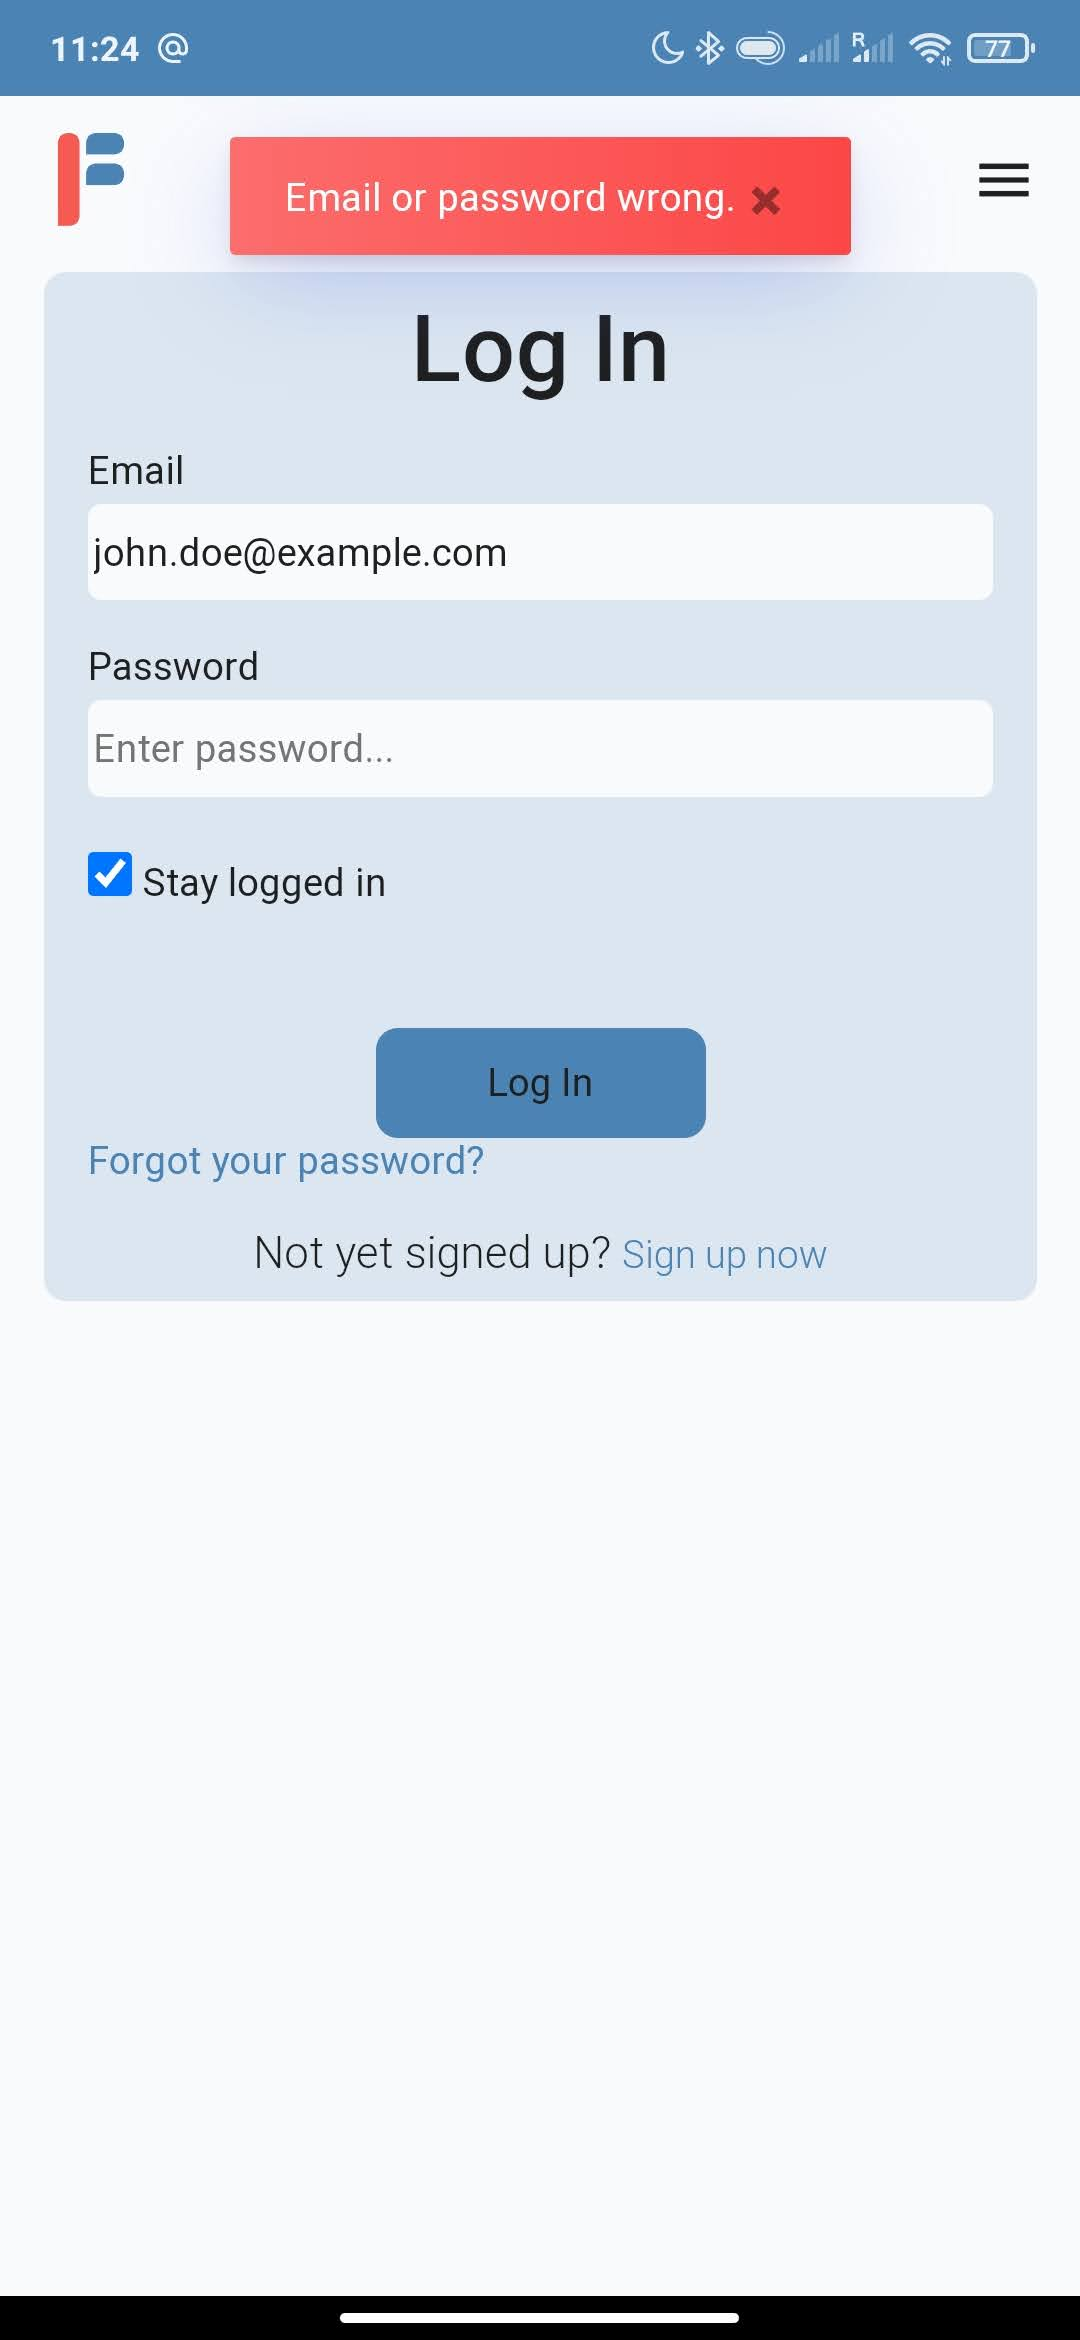 11:24
R
77
Email or password wrong.
Log In
Email
john.doe@example.com
Password
Enter password...
Stay logged in
Log In
Forgot your password?
Not yet signed up? Sign up now